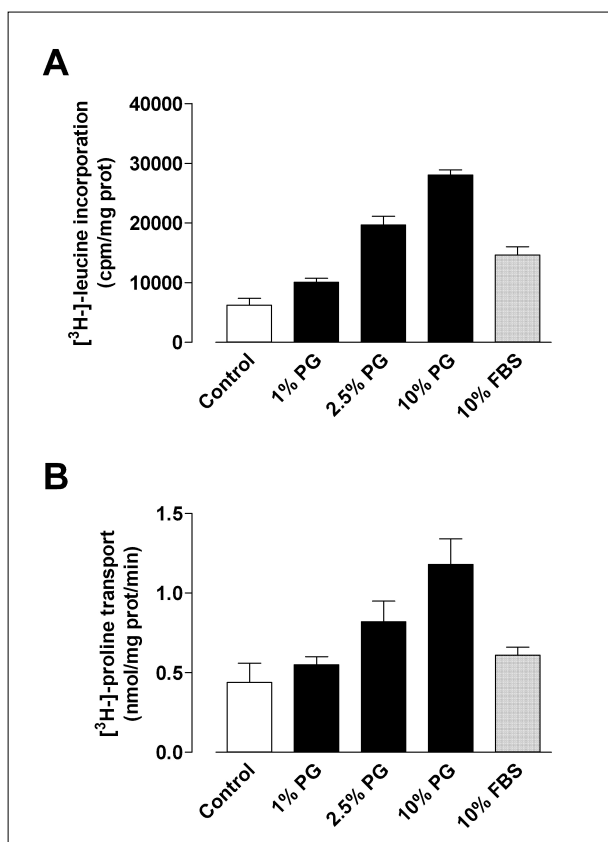 A
[³H-]-leucine incorporation
(cpm/mg prot)
40000
30000
20000
10000
0
Control
1% PG
2.5% PG
10% PG
10% FBS
B
[³H-]-proline transport
(nmol/mg prot/min)
1.5
1.0
0.5
0.0
Control
1% PG
2.5% PG
10% PG
10% FBS